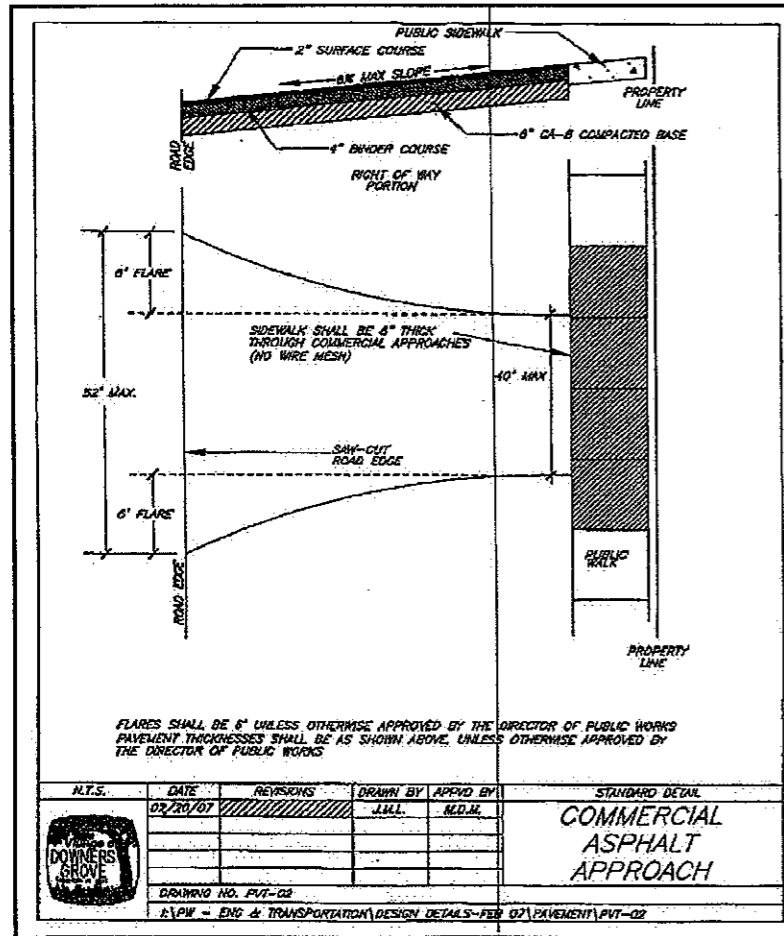 PUBLIC SIDEWALK
2" SURFACE COURSE
MAX SLOPE
PROPERTY
LINE
4" BINDER COURSE
COMPACTED BASE
ROAD
EDGE
RIGHT OF WAY
PORTION
6' FLARE
SIDEWALK SHALL BE THICK
THROUGH COMMERCIAL APPROACHES
(NO WIRE MESH)
52' MAX.
40' MAX
SAW-CUT
ROAD EDGE
6' FLARE
PUBLIC
WALK
ROAD EDGE
PROPERTY
LINE
FLARES SHALL BE 6' UNLESS OTHERWISE APPROVED BY THE DIRECTOR OF PUBLIC WORKS
PAVEMENT THICKNESSES SHALL BE AS SHOWN ABOVE, UNLESS OTHERWISE APPROVED BY
THE DIRECTOR OF PUBLIC WORKS
N.T.S. DATE REVISIONS DRAWN BY APPVD BY STANDARD DETAIL
02/20/07 J.M.L. M.D.M.
COMMERCIAL
ASPHALT
APPROACH
DOWNERS
GROVE
DRAWING NO. PVT-02
PW - ENG & TRANSPORTATION\DESIGN DETAILS-FEB 07\PAVEMENT\PVT-02